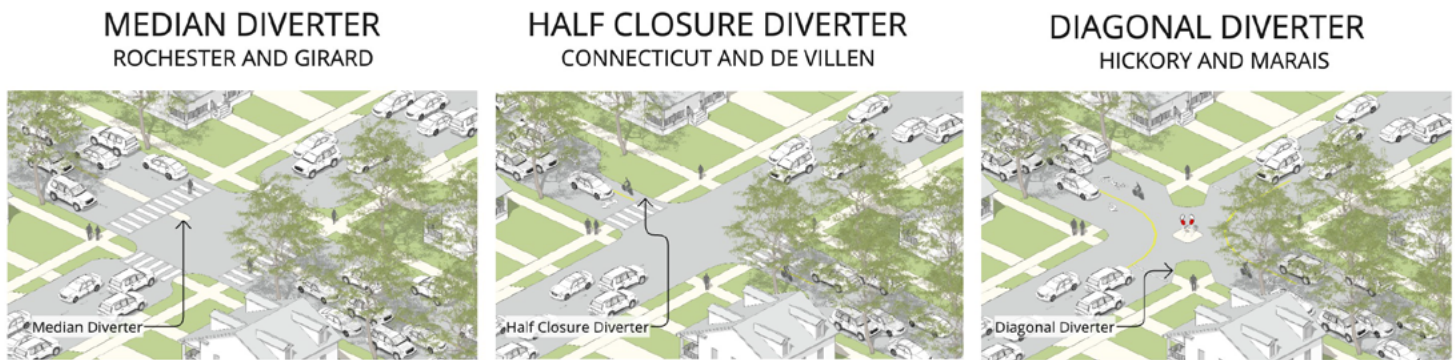 MEDIAN DIVERTER
ROCHESTER AND GIRARD
Median Diverter
HALF CLOSURE DIVERTER
CONNECTICUT AND DE VILLEN
Half Closure Diverter
DIAGONAL DIVERTER
HICKORY AND MARAIS
Diagonal Diverter